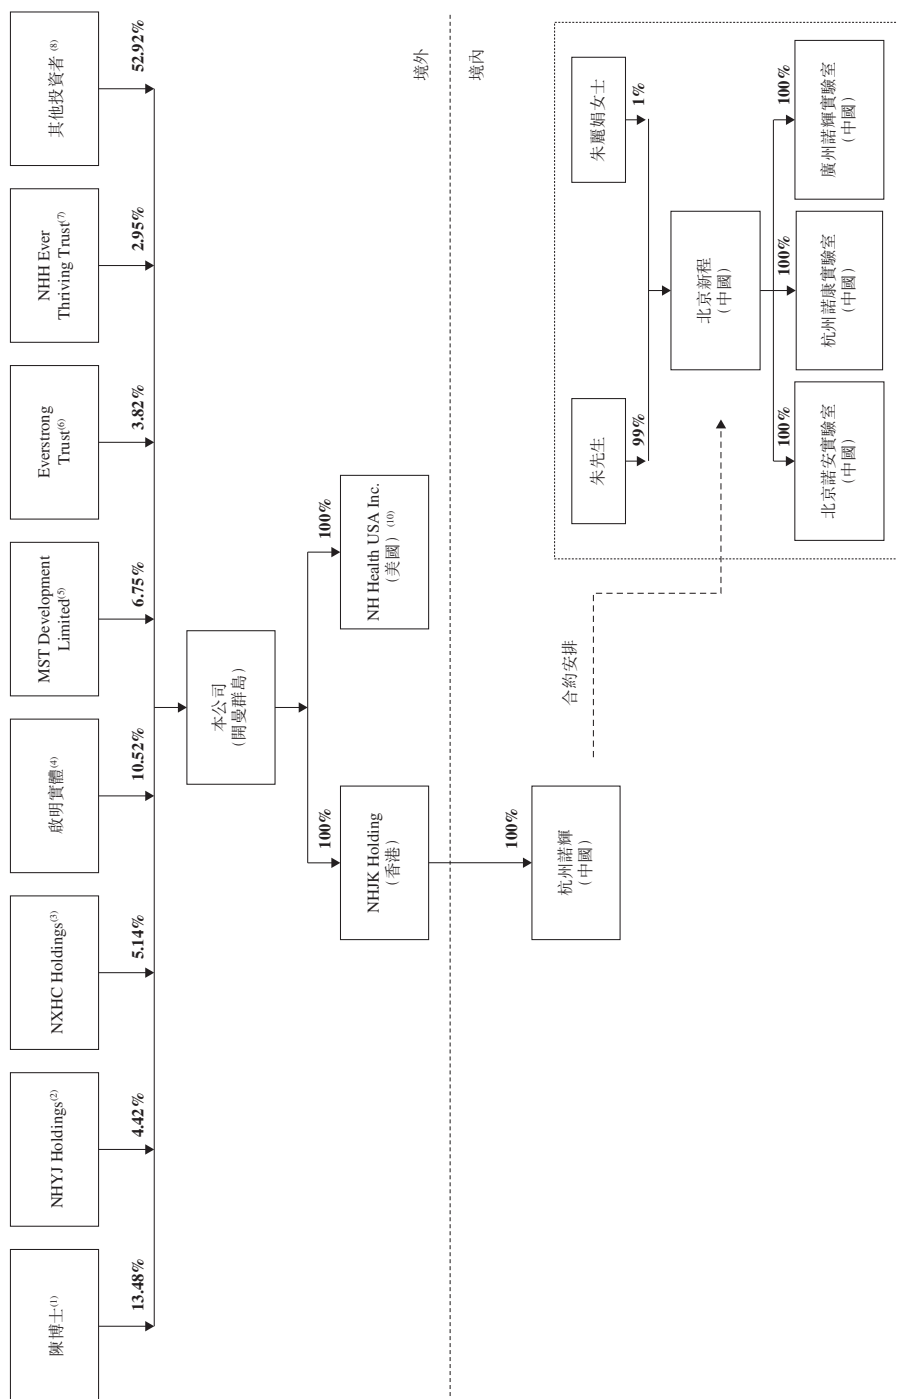 陳博士(1)
NHYJ Holdings(2)
NXHC Holdings(3)
啟明實體(4)
MST Development
Limited(5)
Everstrong
Trust(6)
NHH Ever
Thriving Trust(7)
其他投資者(8)
13.48%
4.42%
5.14%
10.52%
6.75%
3.82%
2.95%
52.92%
本公司
(開曼群島)
100%
100%
NHJK Holding
(香港)
NH Health USA Inc.
(美國)(10)
境外
境內
100%
杭州諾輝
(中國)
合約安排
朱先生
朱麗娟女士
99%
1%
北京新程
(中國)
100%
100%
100%
北京諾安實驗室
(中國)
杭州諾康實驗室
(中國)
廣州諾輝實驗室
(中國)